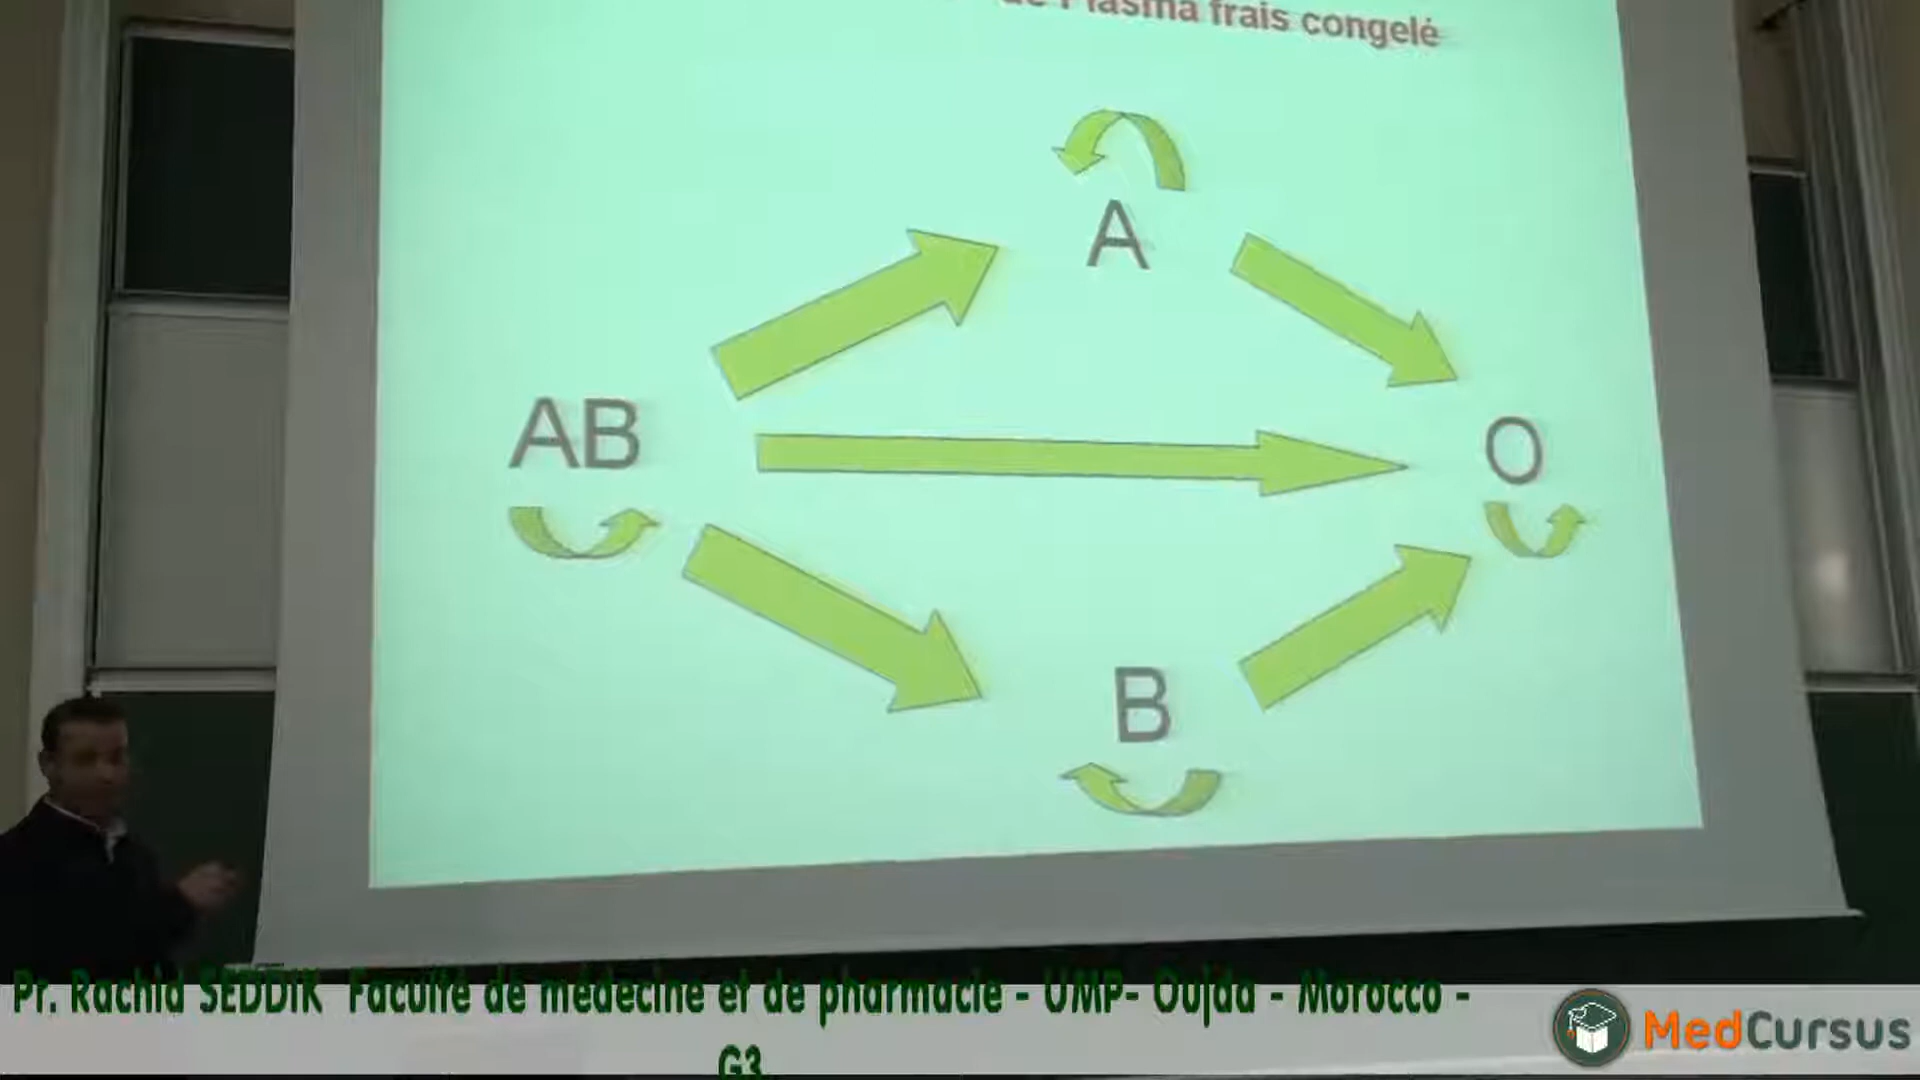 de Plasma frais congelé
A
AB
O
B
Pr. Rachid SEDDIK Faculté de médecine et de pharmacie - UMP- Oujda - Morocco -
G3
MedCursus